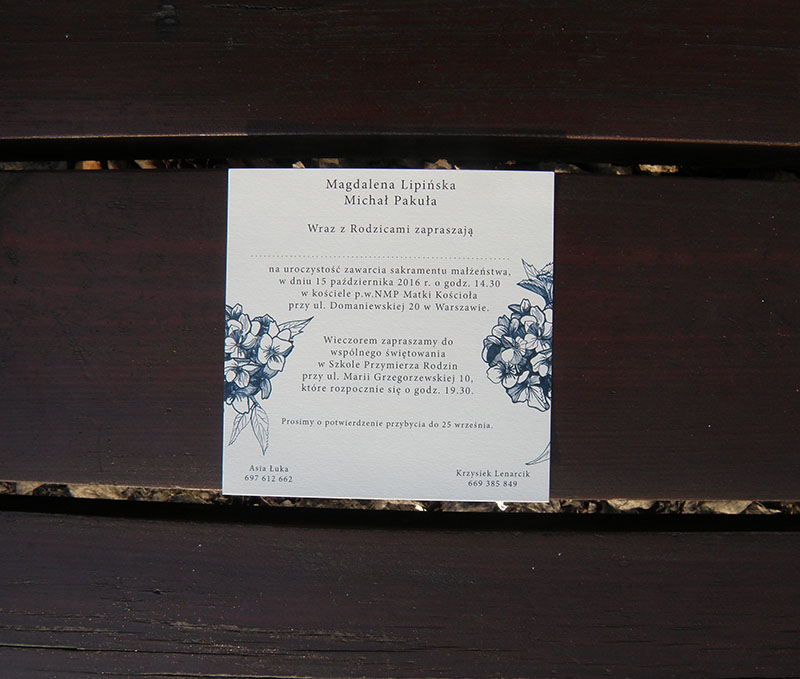 Magdalena Lipińska
Michał Pakuła
Wraz z Rodzicami zapraszają
na uroczystość zawarcia sakramentu małżeństwa,
w dniu 15 października 2016 r. o godz. 14.30
w kościele p.w.NMP Matki Kościoła
przy ul. Domaniewskiej 20 w Warszawie.
Wieczorem zapraszamy do
wspólnego świętowania
w Szkole Przymierza Rodzin
przy ul. Marii Grzegorzewskiej 10,
które rozpocznie się o godz. 19.30.
Prosimy o potwierdzenie przybycia do 25 września.
Asia Łuka
697 612 662
Krzysiek Lenarcik
669 385 849